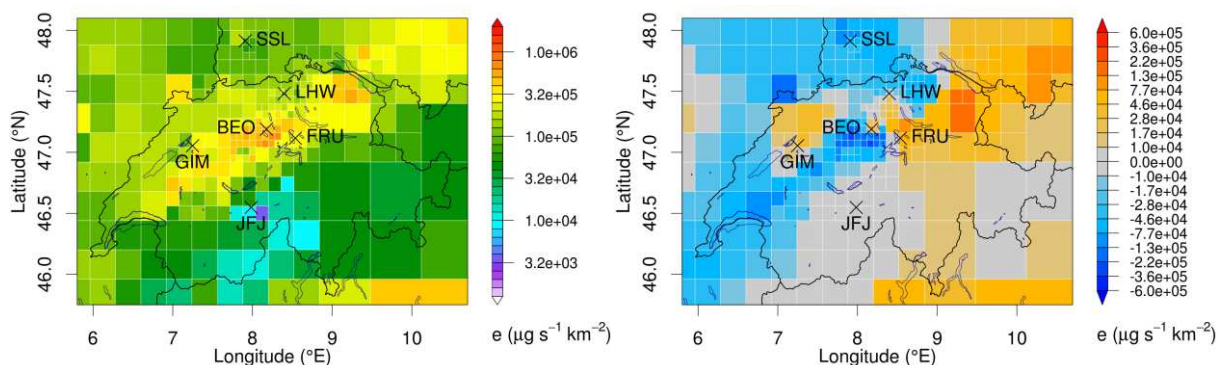 48.0
47.5
47.0
46.5
46.0
Latitude (°N)
SSL
LHW
BEO
FRU
GIM
JFJ
6 7 8 9 10
Longitude (°E)
1.0e+06
3.2e+05
1.0e+05
3.2e+04
1.0e+04
3.2e+03
e (μg s⁻¹ km⁻²)
48.0
47.5
47.0
46.5
46.0
Latitude (°N)
SSL
LHW
BEO
FRU
GIM
JFJ
6 7 8 9 10
Longitude (°E)
6.0e+05
3.6e+05
2.2e+05
1.3e+05
7.7e+04
4.6e+04
2.8e+04
1.7e+04
1.0e+04
0.0e+00
-1.0e+04
-1.7e+04
-2.8e+04
-4.6e+04
-7.7e+04
-1.3e+05
-2.2e+05
-3.6e+05
-6.0e+05
e (μg s⁻¹ km⁻²)